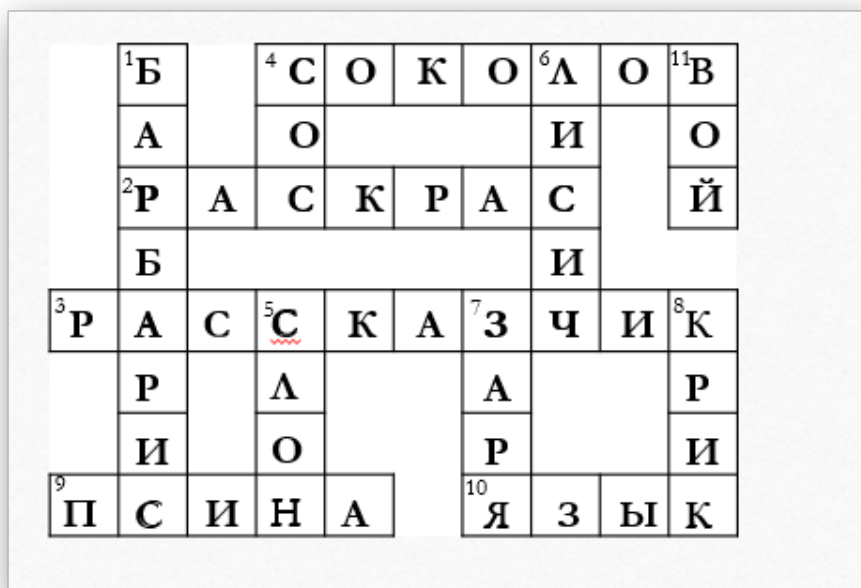 1Б 4С О К О 6Л О 11В
А О И О
2Р А С К Р А С Й
Б И
3Р А С 5С К А 7З Ч И 8К
Р Л А Р
И О Р И
9П С И Н А 10Я З Ы К